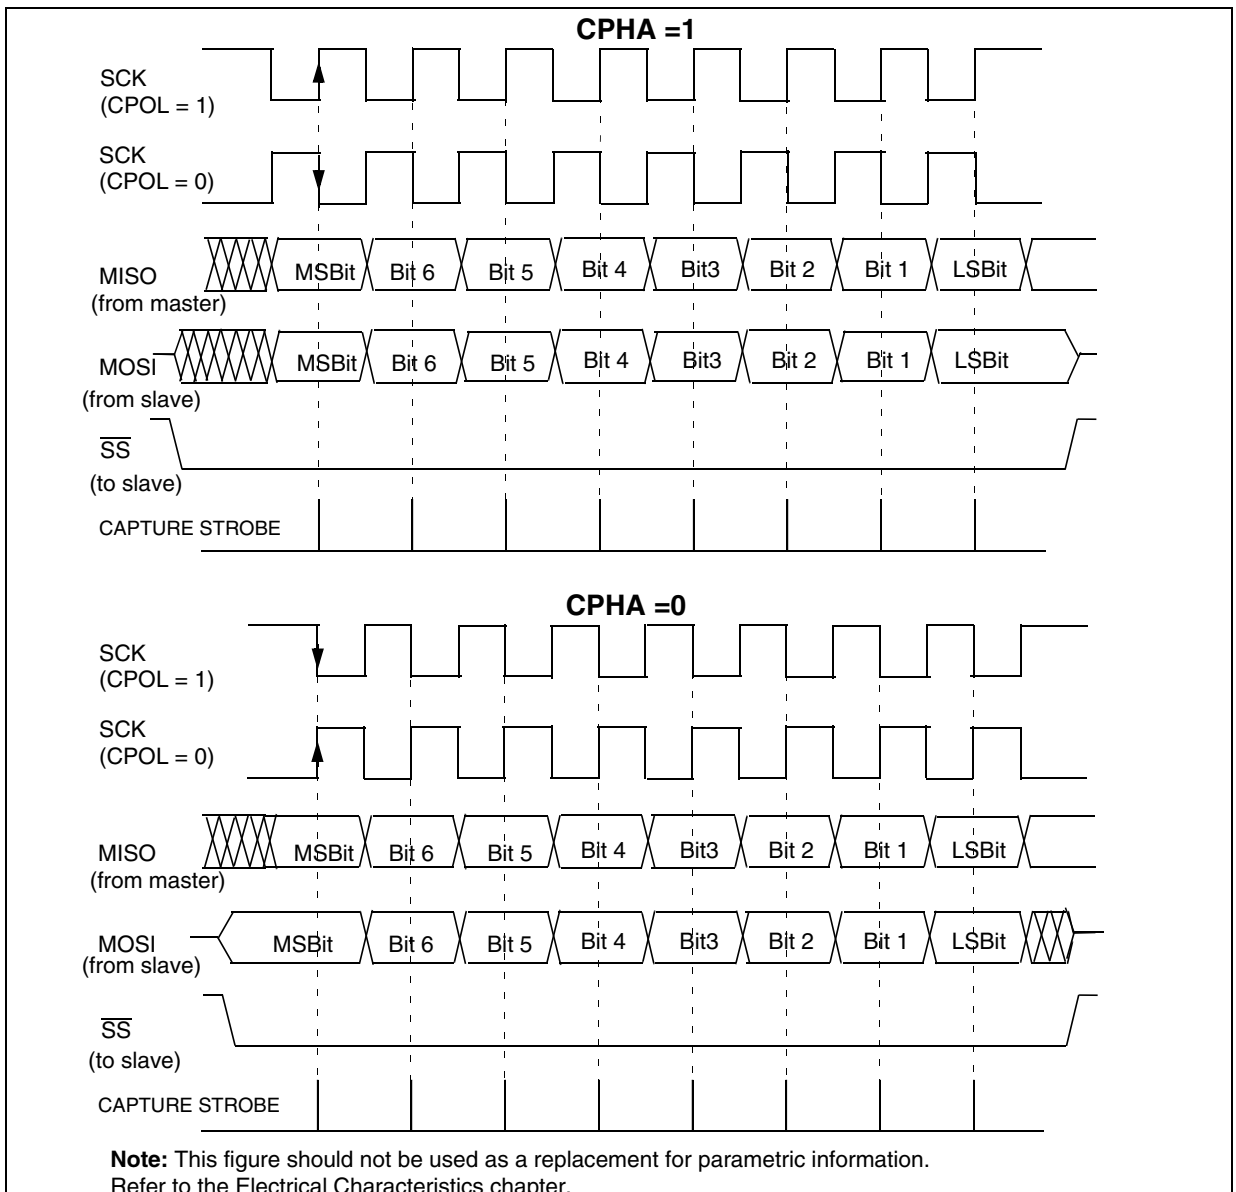 CPHA =1
SCK
(CPOL = 1)
SCK
(CPOL = 0)
MISO
(from master)
MSBit Bit 6 Bit 5 Bit 4 Bit3 Bit 2 Bit 1 LSBit
MOSI
(from slave)
MSBit Bit 6 Bit 5 Bit 4 Bit3 Bit 2 Bit 1 LSBit
SS
(to slave)
CAPTURE STROBE
CPHA =0
SCK
(CPOL = 1)
SCK
(CPOL = 0)
MISO
(from master)
MSBit Bit 6 Bit 5 Bit 4 Bit3 Bit 2 Bit 1 LSBit
MOSI
(from slave)
MSBit Bit 6 Bit 5 Bit 4 Bit3 Bit 2 Bit 1 LSBit
SS
(to slave)
CAPTURE STROBE
Note: This figure should not be used as a replacement for parametric information.
Refer to the Electrical Characteristics chapter.